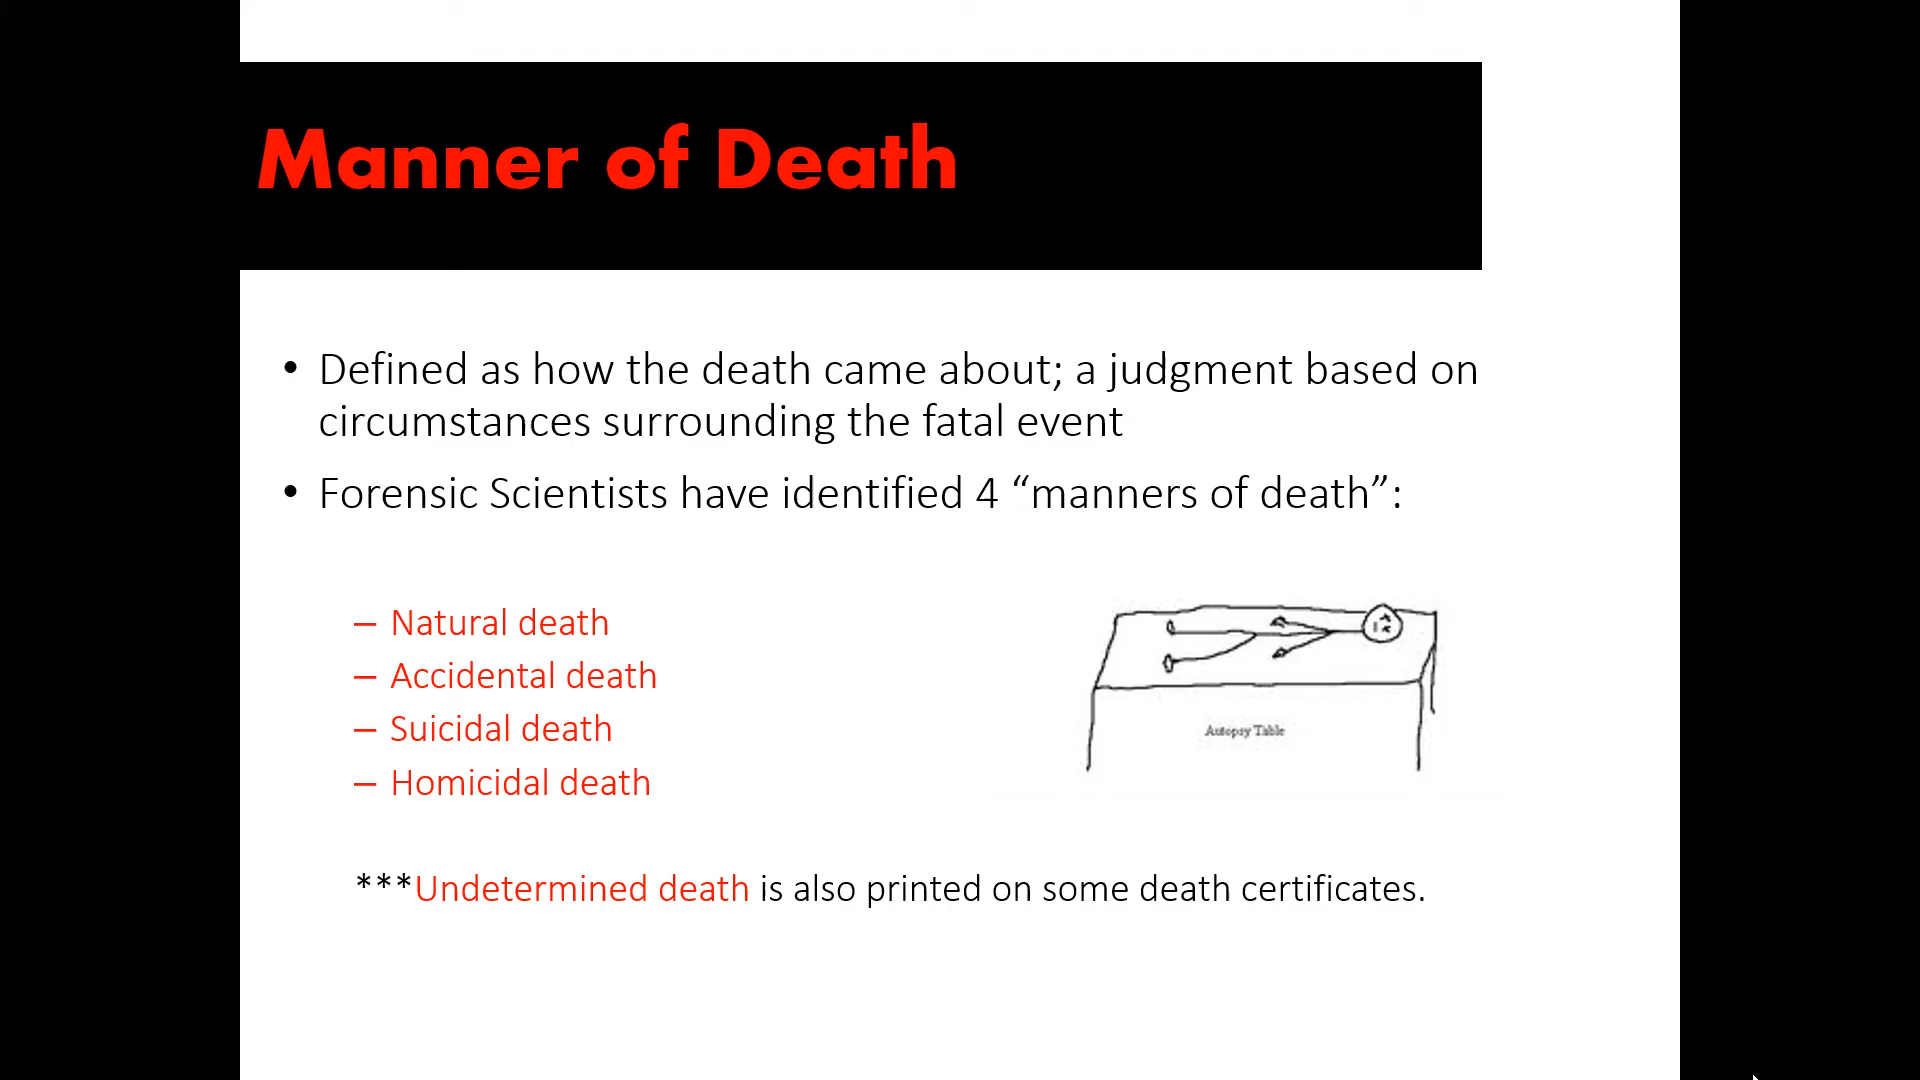 Manner of Death
• Defined as how the death came about; a judgment based on
circumstances surrounding the fatal event
• Forensic Scientists have identified 4 “manners of death”:
– Natural death
– Accidental death
– Suicidal death
– Homicidal death
Autopsy Table
***Undetermined death is also printed on some death certificates.